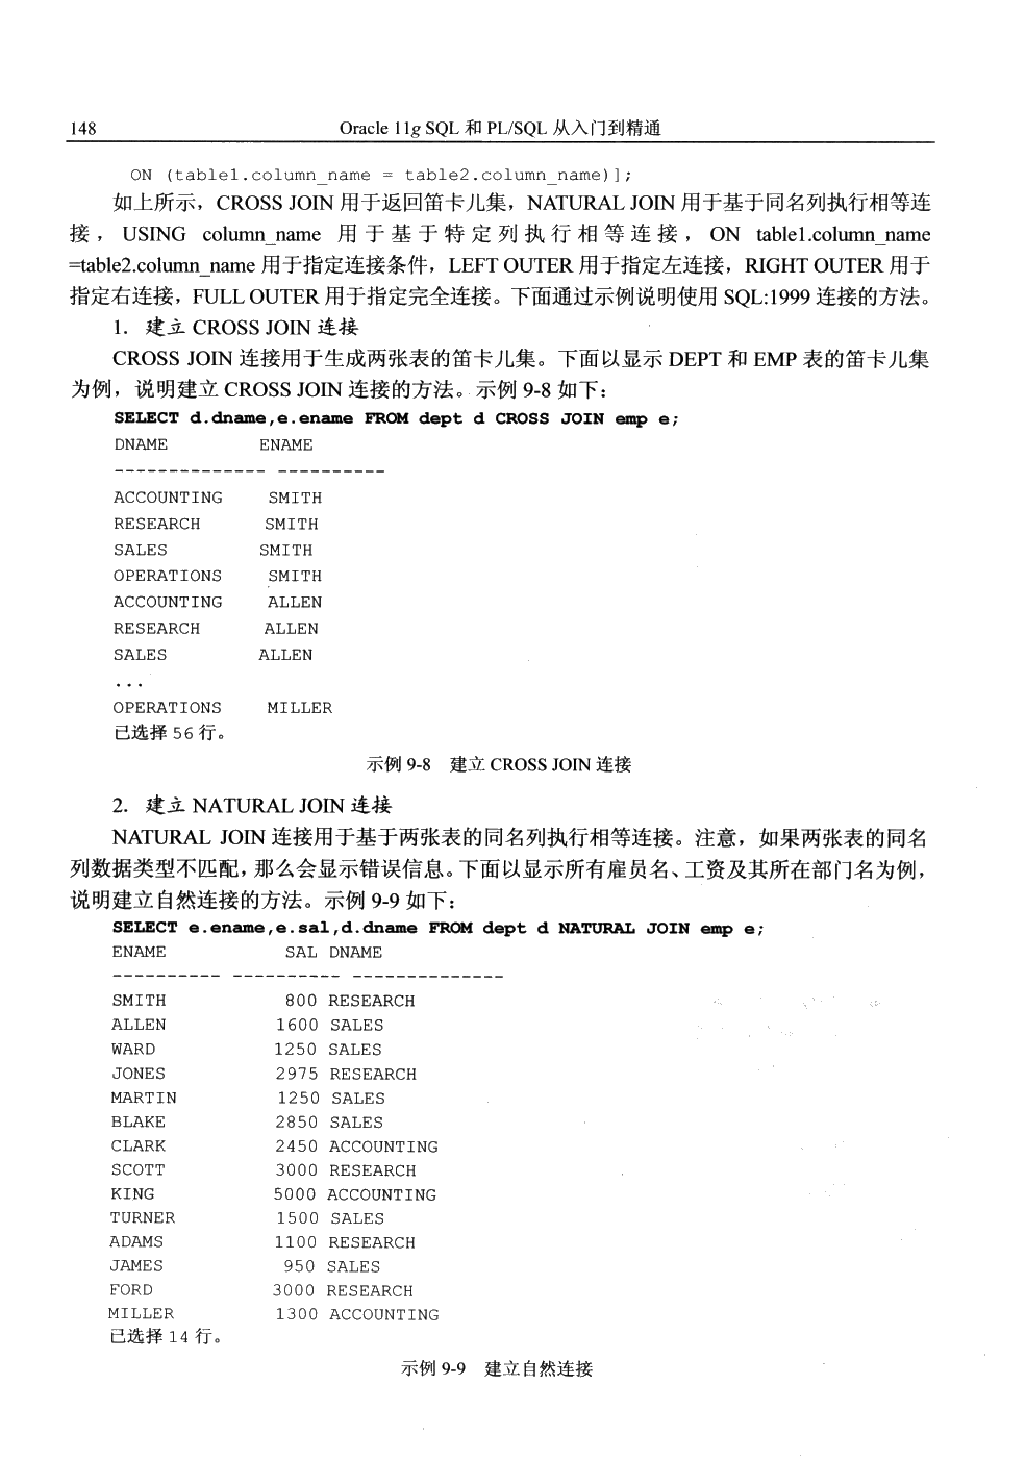 148 Oracle 11g SQL 和 PL/SQL 从入门到精通
ON (table1.column_name = table2.column_name)];
如上所示，CROSS JOIN 用于返回笛卡儿集，NATURAL JOIN 用于基于同名列执行相等连
接，USING column_name 用于基于特定列执行相等连接，ON table1.column_name
=table2.column_name 用于指定连接条件，LEFT OUTER 用于指定左连接，RIGHT OUTER 用于
指定右连接，FULL OUTER 用于指定完全连接。下面通过示例说明使用 SQL:1999 连接的方法。
1. 建立 CROSS JOIN 连接
CROSS JOIN 连接用于生成两张表的笛卡儿集。下面以显示 DEPT 和 EMP 表的笛卡儿集
为例，说明建立 CROSS JOIN 连接的方法。示例 9-8 如下：
SELECT d.dname,e.ename FROM dept d CROSS JOIN emp e;
DNAME ENAME
-------------- ----------
ACCOUNTING SMITH
RESEARCH SMITH
SALES SMITH
OPERATIONS SMITH
ACCOUNTING ALLEN
RESEARCH ALLEN
SALES ALLEN
...
OPERATIONS MILLER
已选择 56 行。
示例 9-8 建立 CROSS JOIN 连接
2. 建立 NATURAL JOIN 连接
NATURAL JOIN 连接用于基于两张表的同名列执行相等连接。注意，如果两张表的同名
列数据类型不匹配，那么会显示错误信息。下面以显示所有雇员名、工资及其所在部门名为例，
说明建立自然连接的方法。示例 9-9 如下：
SELECT e.ename,e.sal,d.dname FROM dept d NATURAL JOIN emp e;
ENAME SAL DNAME
---------- ---------- --------------
SMITH 800 RESEARCH
ALLEN 1600 SALES
WARD 1250 SALES
JONES 2975 RESEARCH
MARTIN 1250 SALES
BLAKE 2850 SALES
CLARK 2450 ACCOUNTING
SCOTT 3000 RESEARCH
KING 5000 ACCOUNTING
TURNER 1500 SALES
ADAMS 1100 RESEARCH
JAMES 950 SALES
FORD 3000 RESEARCH
MILLER 1300 ACCOUNTING
已选择 14 行。
示例 9-9 建立自然连接